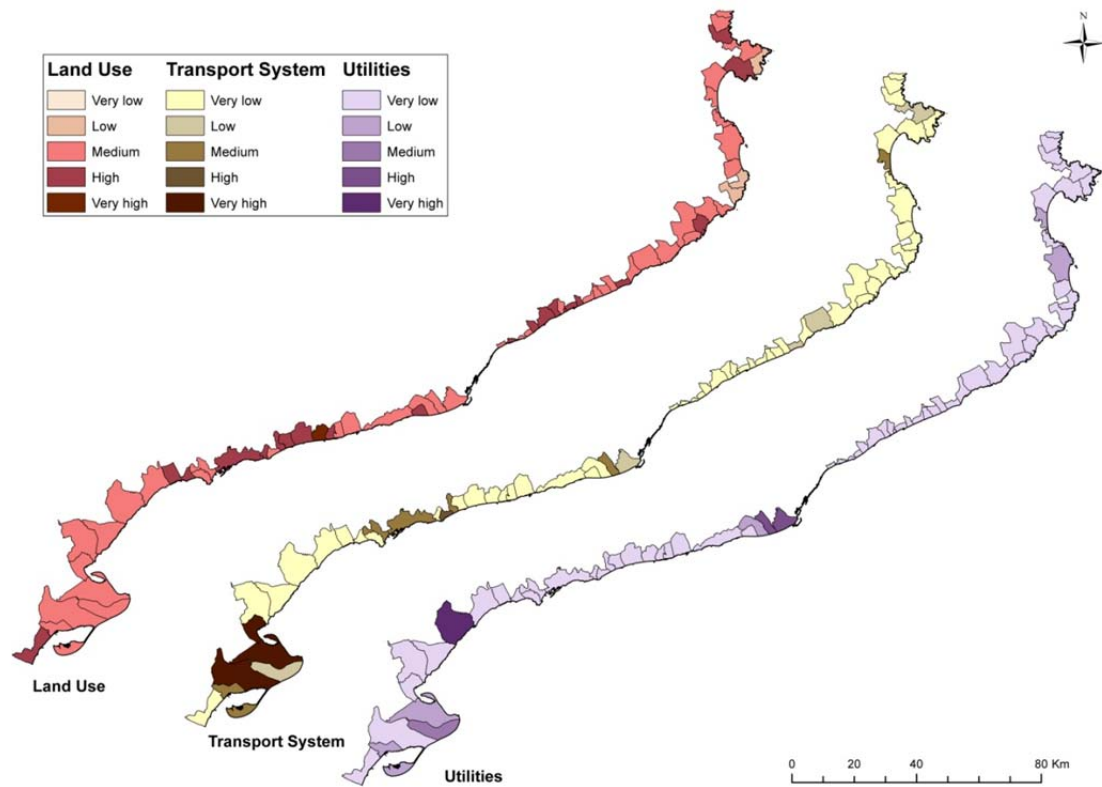 N
Land Use Transport System Utilities
Very low Very low Very low
Low Low Low
Medium Medium Medium
High High High
Very high Very high Very high
Land Use
Transport System
Utilities
0 20 40 80 Km